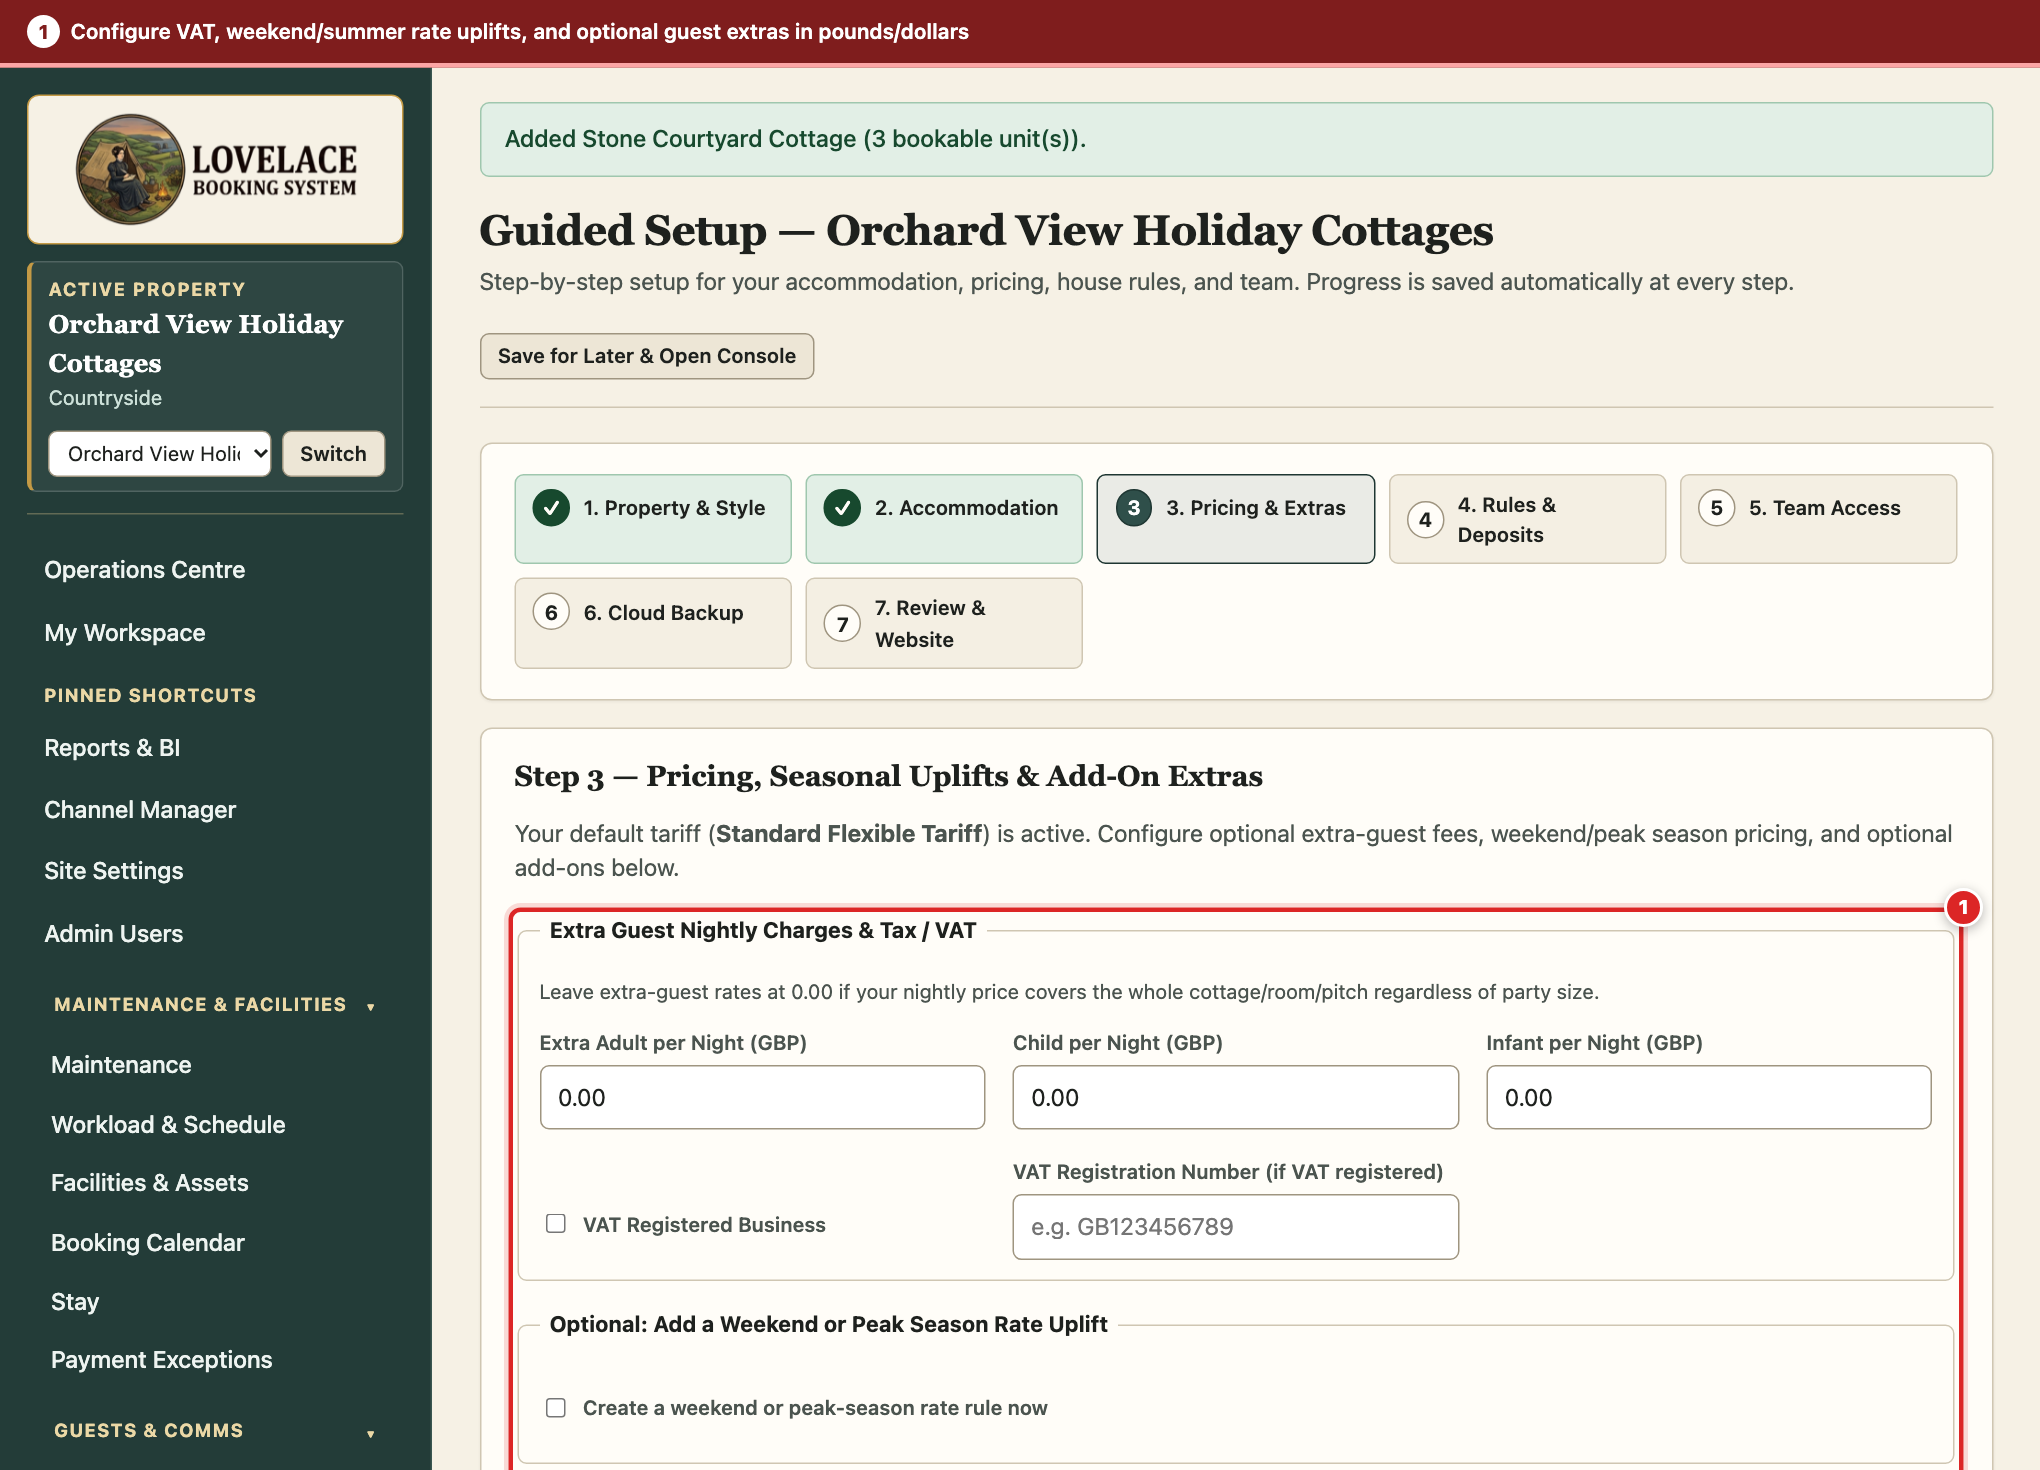 1 Configure VAT, weekend/summer rate uplifts, and optional guest extras in pounds/dollars
LOVELACE
BOOKING SYSTEM
ACTIVE PROPERTY
Orchard View Holiday
Cottages
Countryside
Orchard View Holi
Switch
Operations Centre
My Workspace
PINNED SHORTCUTS
Reports & BI
Channel Manager
Site Settings
Admin Users
MAINTENANCE & FACILITIES
Maintenance
Workload & Schedule
Facilities & Assets
Booking Calendar
Stay
Payment Exceptions
GUESTS & COMMS
Added Stone Courtyard Cottage (3 bookable unit(s)).
Guided Setup — Orchard View Holiday Cottages
Step-by-step setup for your accommodation, pricing, house rules, and team. Progress is saved automatically at every step.
Save for Later & Open Console
1. Property & Style
2. Accommodation
3 3. Pricing & Extras
4 4. Rules &
Deposits
5 5. Team Access
6 6. Cloud Backup
7 7. Review &
Website
Step 3 — Pricing, Seasonal Uplifts & Add-On Extras
Your default tariff (Standard Flexible Tariff) is active. Configure optional extra-guest fees, weekend/peak season pricing, and optional
add-ons below.
1
Extra Guest Nightly Charges & Tax / VAT
Leave extra-guest rates at 0.00 if your nightly price covers the whole cottage/room/pitch regardless of party size.
Extra Adult per Night (GBP)
0.00
Child per Night (GBP)
0.00
Infant per Night (GBP)
0.00
VAT Registered Business
VAT Registration Number (if VAT registered)
e.g. GB123456789
Optional: Add a Weekend or Peak Season Rate Uplift
Create a weekend or peak-season rate rule now